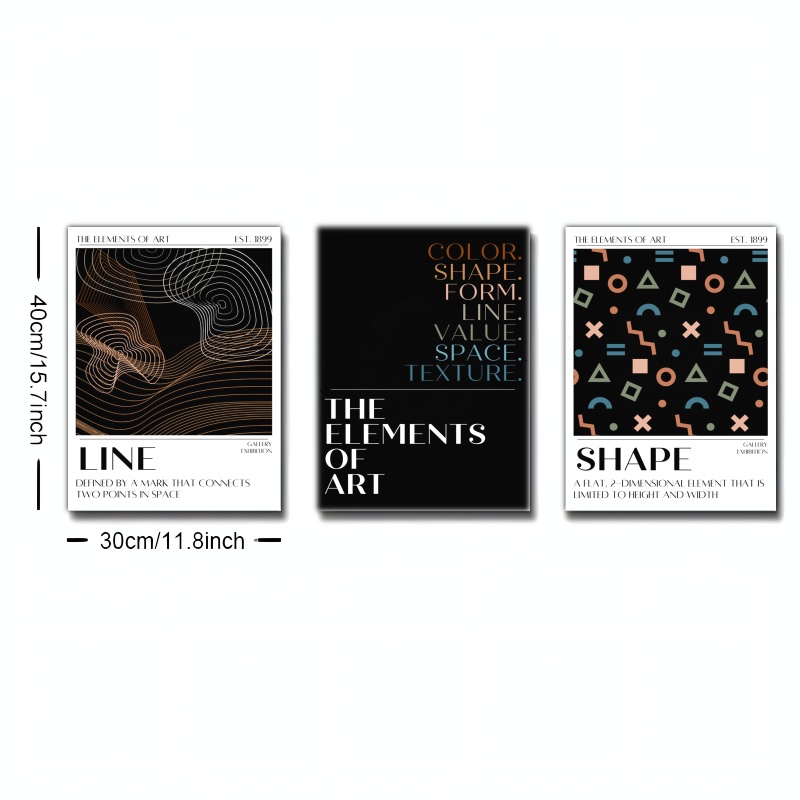 40cm/15.7inch
THE ELEMENTS OF ART EST. 1899
GALLERY
EXHIBITION
LINE
DEFINED BY A MARK THAT CONNECTS
TWO POINTS IN SPACE
30cm/11.8inch
COLOR.
SHAPE.
FORM.
LINE.
VALUE.
SPACE.
TEXTURE.
THE
ELEMENTS
OF
ART
THE ELEMENTS OF ART EST. 1899
GALLERY
EXHIBITION
SHAPE
A FLAT, 2-DIMENSIONAL ELEMENT THAT IS
LIMITED TO HEIGHT AND WIDTH